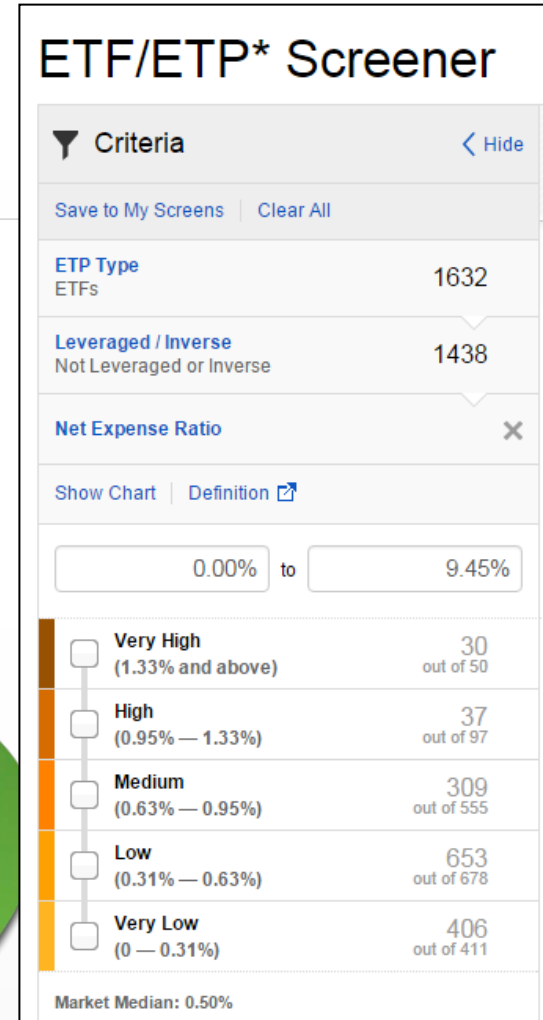 ETF/ETP* Screener
Criteria
Hide
Save to My Screens | Clear All
ETP Type
ETFs
1632
Leveraged / Inverse
Not Leveraged or Inverse
1438
Net Expense Ratio
Show Chart | Definition
0.00% to 9.45%
Very High
(1.33% and above)
30
out of 50
High
(0.95% — 1.33%)
37
out of 97
Medium
(0.63% — 0.95%)
309
out of 555
Low
(0.31% — 0.63%)
653
out of 678
Very Low
(0 — 0.31%)
406
out of 411
Market Median: 0.50%